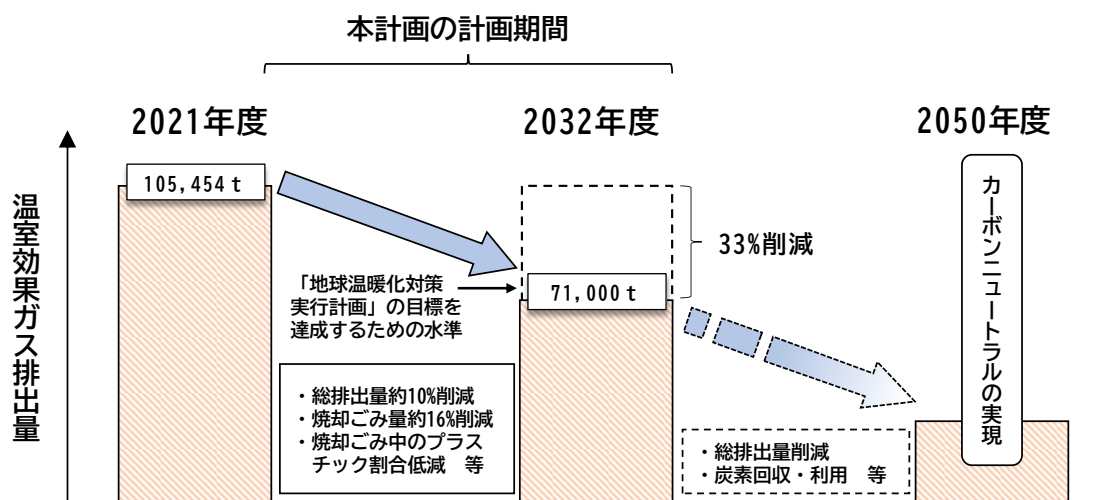 本計画の計画期間
2021年度
2032年度
2050年度
温室効果ガス排出量
105,454 t
71,000 t
33%削減
「地球温暖化対策
実行計画」の目標を
達成するための水準
・総排出量約10%削減
・焼却ごみ量約16%削減
・焼却ごみ中のプラス
チック割合低減　等
・総排出量削減
・炭素回収・利用　等
カーボンニュートラルの実現